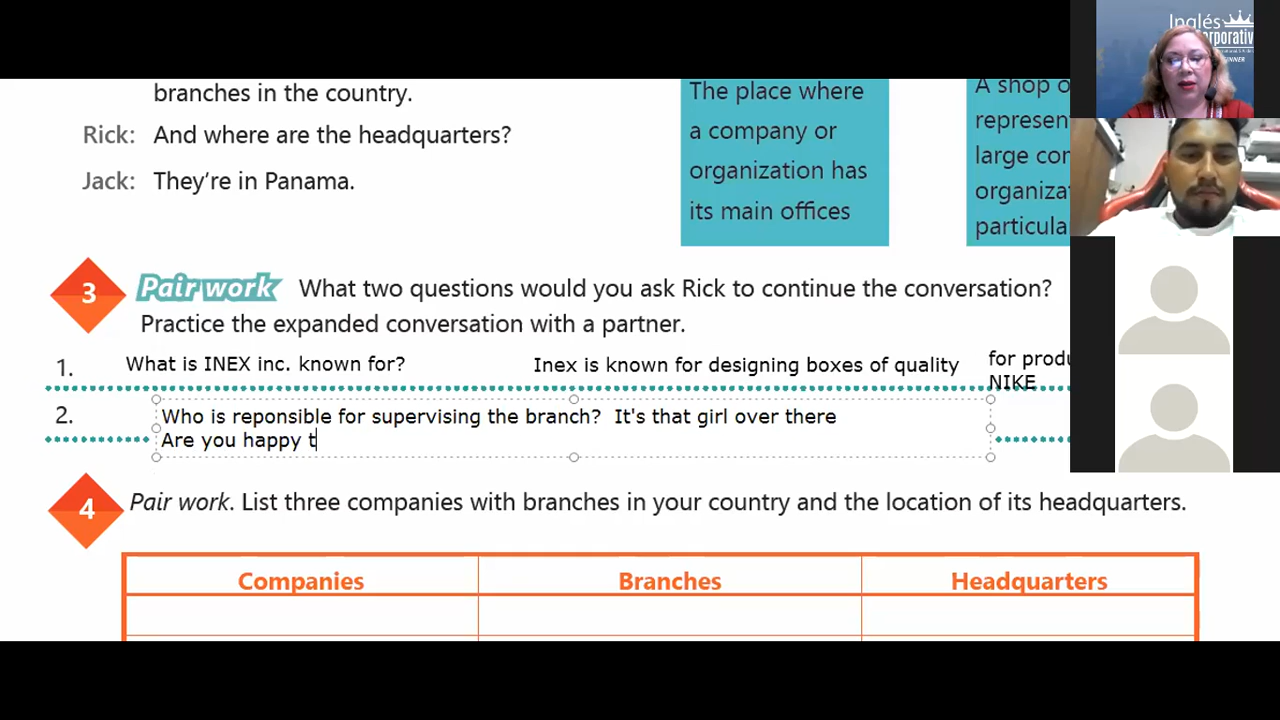 branches in the country.
Rick: And where are the headquarters?
Jack: They're in Panama.
The place where
a company or
organization has
its main offices
A shop o
represen
large cor
organiza
particula
Inglés
3 Pair work What two questions would you ask Rick to continue the conversation?
Practice the expanded conversation with a partner.
1. What is INEX inc. known for? Inex is known for designing boxes of quality for produ
NIKE
2. Who is reponsible for supervising the branch? It's that girl over there
Are you happy t
4 Pair work. List three companies with branches in your country and the location of its headquarters.
Companies Branches Headquarters